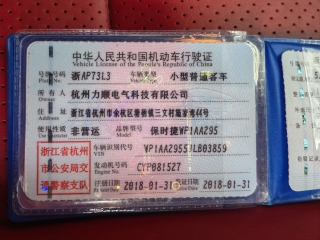 中华人民共和国机动车行驶证
Vehicle License of the People's Republic of China
号牌号码 浙AP73L3 车辆类型 小型普通客车
所有人 杭州力顺电气科技有限公司
住址 浙江省杭州市余杭区塘栖镇三文村施家湾44号
使用性质 非营运 品牌型号 保时捷WP1AA295
浙江省杭州市公安局交通警察支队
车辆识别代号 WP1AA2955JLB03859
VIN
发动机号码 CYP081527
注册日期 2018-01-31 发证日期 2018-01-31